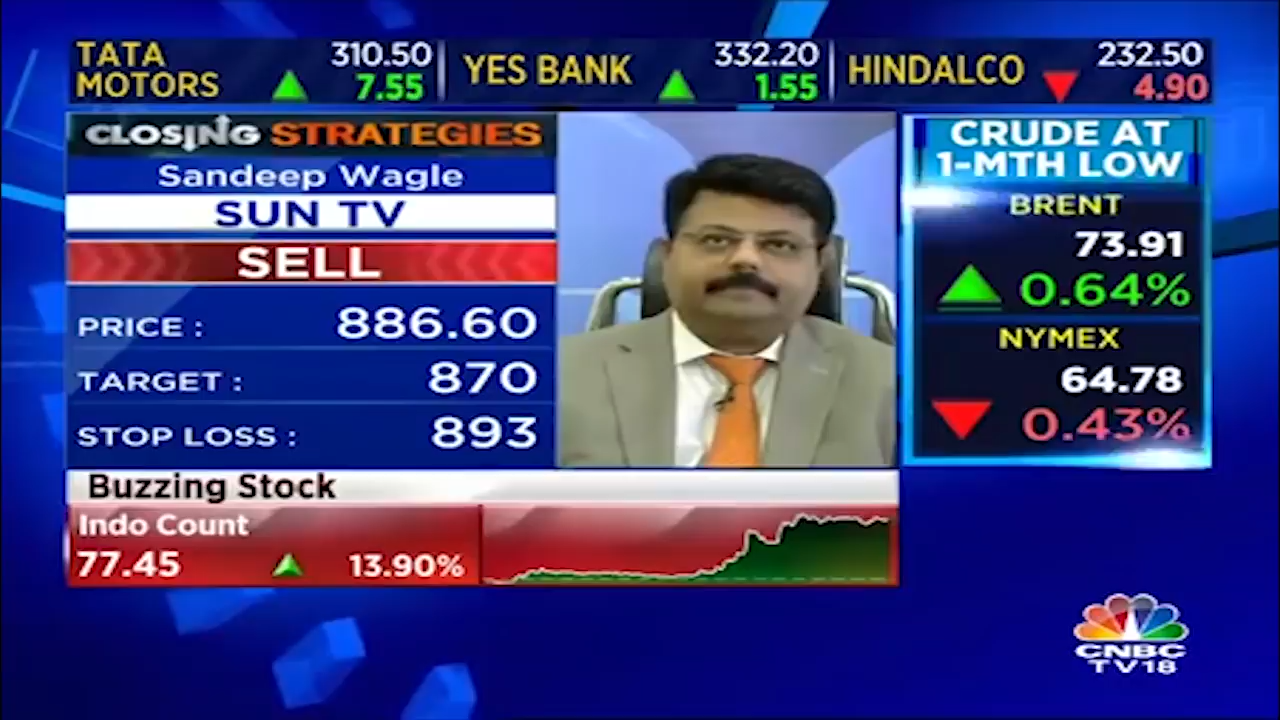 TATA
MOTORS
310.50
7.55
YES BANK
332.20
1.55
HINDALCO
232.50
4.90
CLOSING STRATEGIES
Sandeep Wagle
SUN TV
SELL
PRICE : 886.60
TARGET : 870
STOP LOSS : 893
CRUDE AT
1-MTH LOW
BRENT
73.91
0.64%
NYMEX
64.78
0.43%
Buzzing Stock
Indo Count
77.45 13.90%
CNBC
TV18